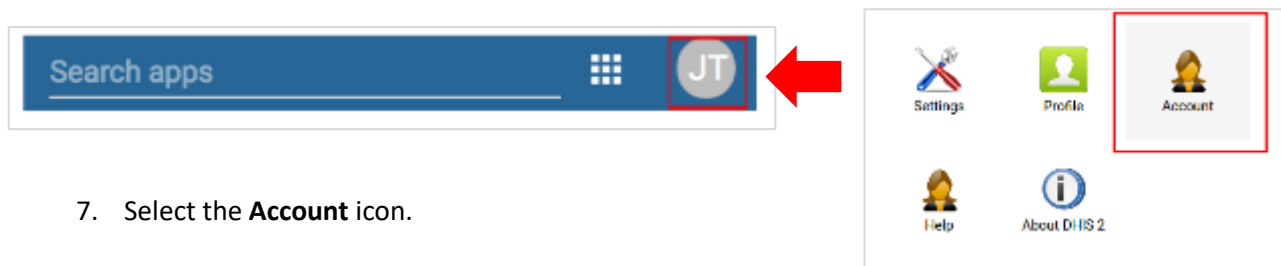 Search apps
JT
Settings Profile Account
Help About DHIS 2
7. Select the Account icon.